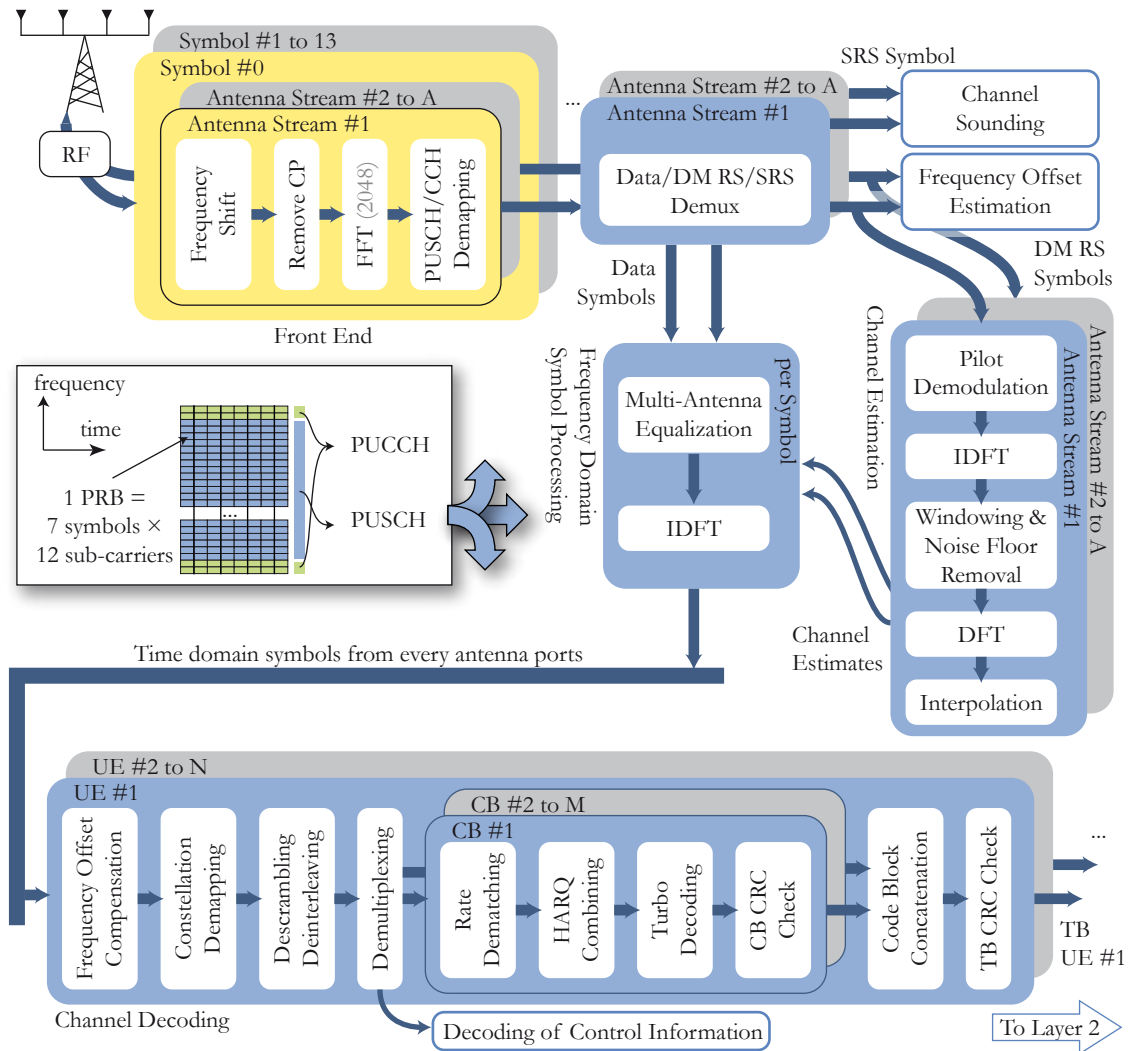 Symbol #1 to 13
Symbol #0
Antenna Stream #2 to A
Antenna Stream #1
RF
Frequency
Shift
Remove CP
FFT (2048)
PUSCH/CCH
Demapping
Front End
...
Antenna Stream #2 to A
Antenna Stream #1
Data/DM RS/SRS
Demux
SRS Symbol
Channel
Sounding
Frequency Offset
Estimation
DM RS
Symbols
Data
Symbols
frequency
time
1 PRB =
7 symbols ×
12 sub-carriers
...
PUCCH
PUSCH
Frequency Domain
Symbol Processing
per Symbol
Multi-Antenna
Equalization
IDFT
Channel Estimation
Antenna Stream #2 to A
Antenna Stream #1
Pilot
Demodulation
IDFT
Windowing &
Noise Floor
Removal
DFT
Interpolation
Channel
Estimates
Time domain symbols from every antenna ports
UE #2 to N
UE #1
Frequency Offset
Compensation
Constellation
Demapping
Descrambling
Deinterleaving
Demultiplexing
CB #2 to M
CB #1
Rate
Dematching
HARQ
Combining
Turbo
Decoding
CB CRC
Check
Code Block
Concatenation
TB CRC Check
...
TB
UE #1
Channel Decoding
Decoding of Control Information
To Layer 2